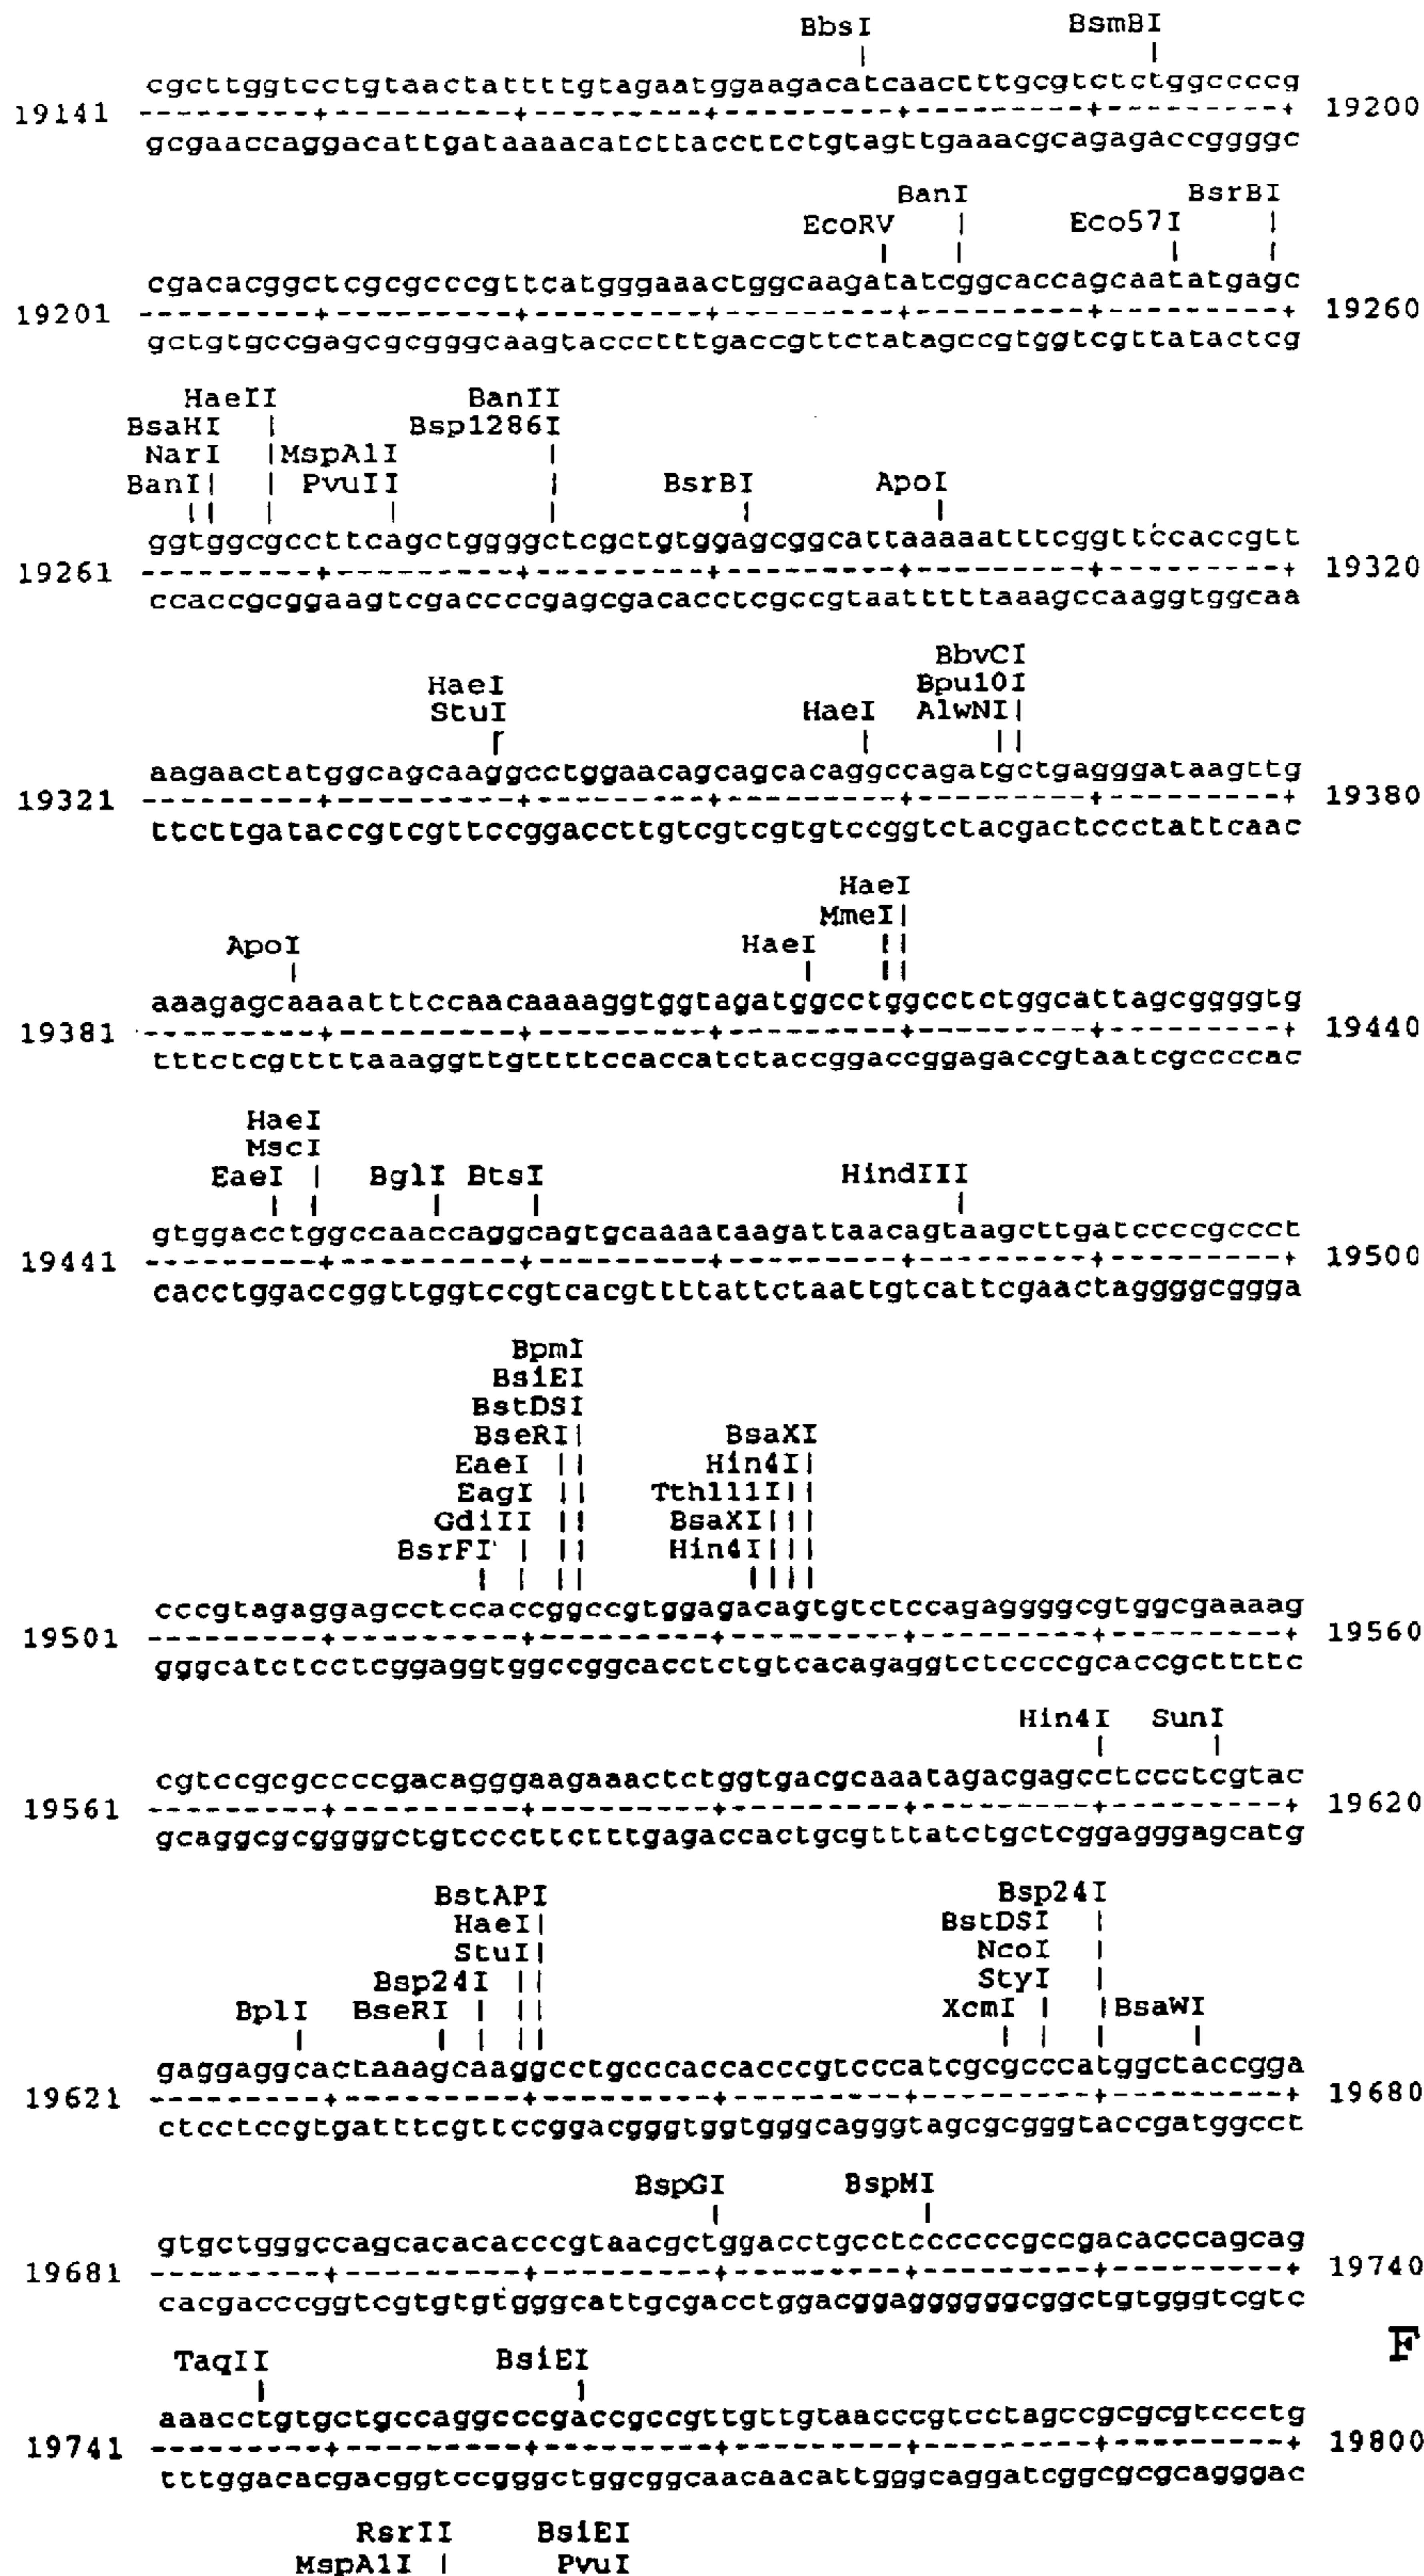 BbsI BsmBI
cgcttggtcctgtaactattttgtagaatggaagacatcaactttgcgtctctggccccg
19141 ---------+---------+---------+---------+---------+---------+ 19200
gcgaaccaggacattgataaaacatcttaccttctgtagttgaaacgcagagaccggggc
BanI BsrBI
EcoRV | Eco57I |
cgacacggctcgcgcccgttcatgggaaactggcaagatatcggcaccagcaatatgagc
19201 ---------+---------+---------+---------+---------+---------+ 19260
gctgtgccgagcgcgggcaagtaccctttgaccgttctatagccgtggtcgttatactcg
HaeII BanII
BsaHI | Bsp1286I
NarI |MspA1I |
BanI| | PvuII | BsrBI ApoI
ggtggcgccttcagctggggctcgctgtggagcggcattaaaaatttcggttccaccgtt
19261 ---------+---------+---------+---------+---------+---------+ 19320
ccaccgcggaagtcgaccccgagcgacacctcgccgtaatttttaaagccaaggtggcaa
BbvCI
HaeI Bpu10I
StuI HaeI AlwNI|
aagaactatggcagcaaggcctggaacagcagcacaggccagatgctgagggataagttg
19321 ---------+---------+---------+---------+---------+---------+ 19380
ttcttgataccgtcgttccggaccttgtcgtcgtgtccggtctacgactccctattcaac
HaeI
MmeI|
ApoI HaeI ||
aaagagcaaaatttccaacaaaaggtggtagatggcctggcctctggcattagcggggtg
19381 ---------+---------+---------+---------+---------+---------+ 19440
tttctcgttttaaaggttgttttccaccatctaccggaccggagaccgtaatcgccccac
HaeI
MscI
EaeI | BglI BtsI HindIII
gtggacctggccaaccaggcagtgcaaaataagattaacagtaagcttgatccccgccct
19441 ---------+---------+---------+---------+---------+---------+ 19500
cacctggaccggttggtccgtcacgttttattctaattgtcattcgaactaggggcggga
BpmI
BsiEI
BstDSI
BseRI| BsaXI
EaeI || Hin4I|
EagI || Tth111I||
GdiII || BsaXI|||
BsrFI | || Hin4I|||
cccgtagaggagcctccaccggccgtggagacagtgtctccagaggggcgtggcgaaaag
19501 ---------+---------+---------+---------+---------+---------+ 19560
gggcatctcctcggaggtggccggcacctctgtcacagaggtctccccgcaccgcttttc
Hin4I SunI
cgtccgcgccccgacagggaagaaactctggtgacgcaaatagacgagcctccctcgtac
19561 ---------+---------+---------+---------+---------+---------+ 19620
gcaggcgcggggctgtcccttctttgagaccactgcgtttatctgctcggagggagcatg
BstAPI Bsp24I
HaeI| BstDSI |
StuI| NcoI |
Bsp24I || StyI |
BplI BseRI | || XcmI | |BsaWI
gaggaggcactaaagcaaggcctgcccaccacccgtcccatcgcgcccatggctaccgga
19621 ---------+---------+---------+---------+---------+---------+ 19680
ctcctccgtgatttcgttccggacgggtggtgggcagggtagcgcgggtaccgatggcct
BspGI BspMI
gtgctgggccagcacacacccgtaacgctggacctgcctccccccgccgacacccagcag
19681 ---------+---------+---------+---------+---------+---------+ 19740
cacgacccggtcgtgtgtgggcattgcgacctggacggaggggggcggctgtgggtcgtc
F
TaqII BsiEI
aaacctgtgctgccaggcccgaccgccgttgttgtaacccgtcctagccgcgcgtccctg
19741 ---------+---------+---------+---------+---------+---------+ 19800
tttggacacgacggtccgggctggcggcaacaacattgggcaggatcggcgcgcagggac
RsrII BsiEI
MspA1I | PvuI